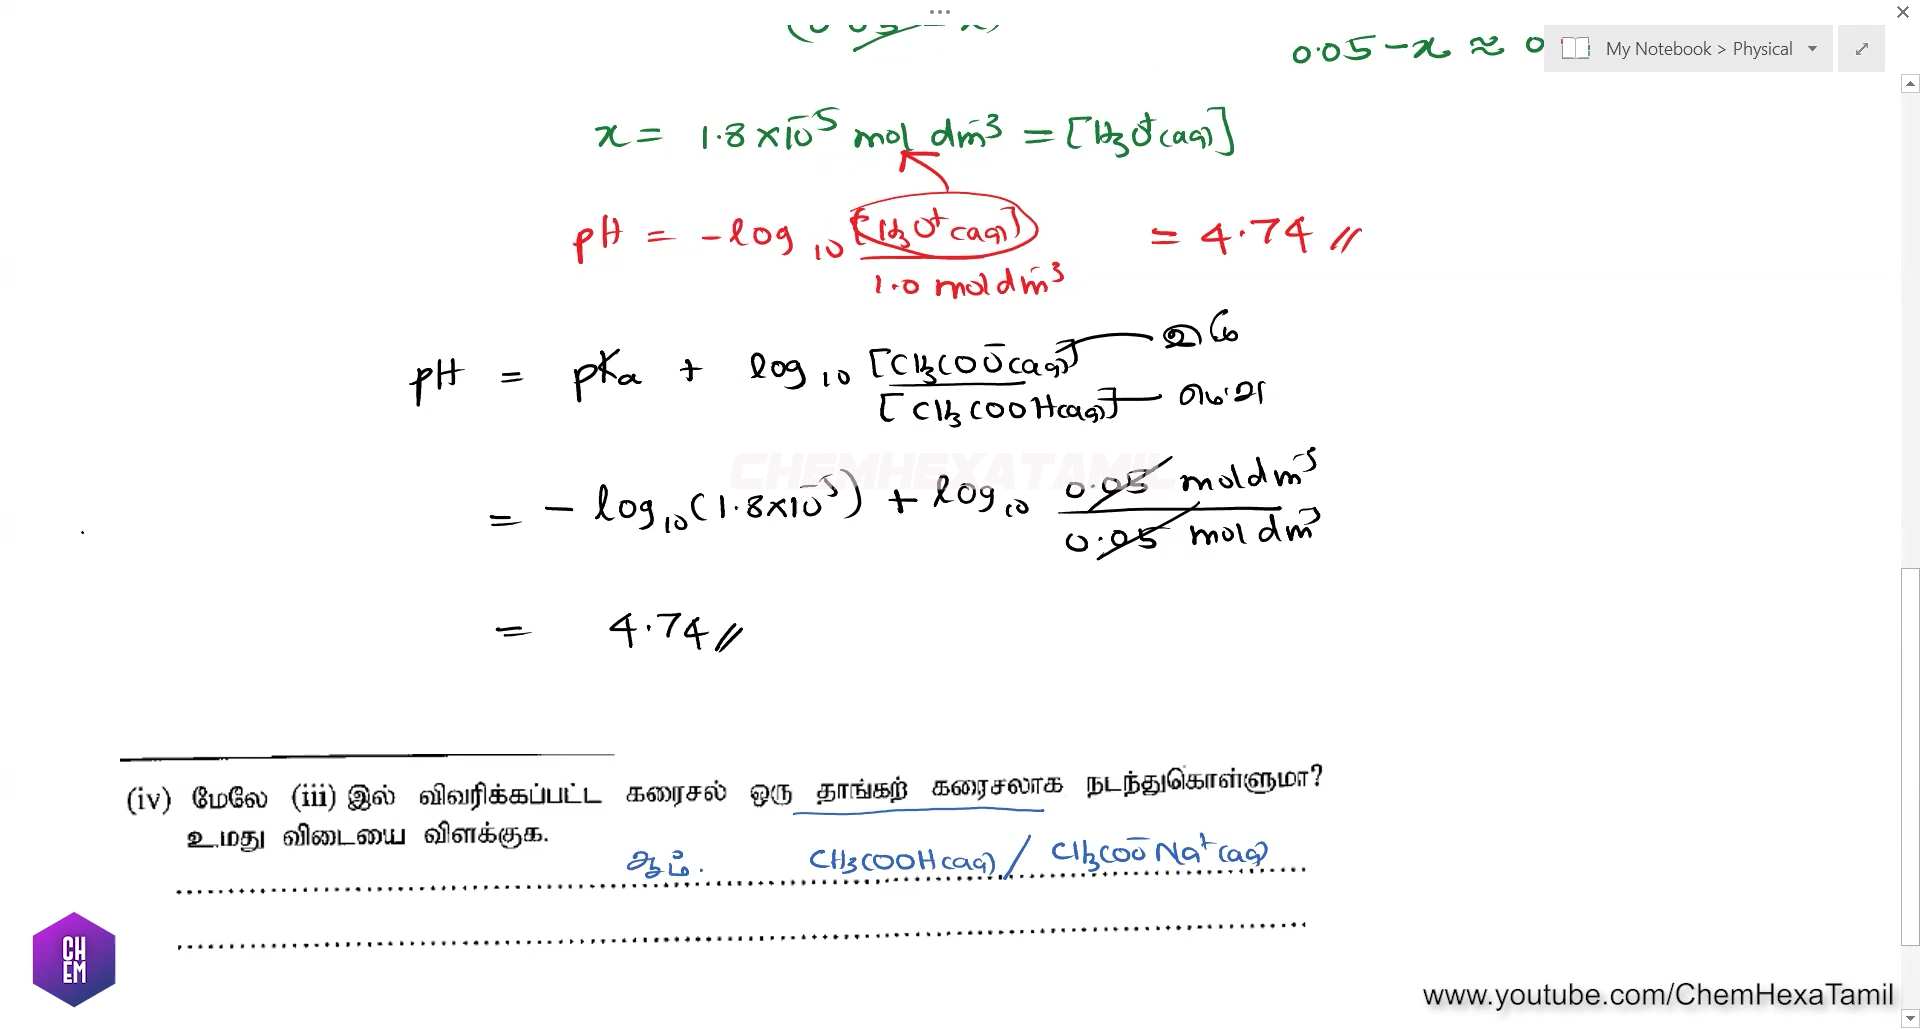 0.05 - x ≈ 0
My Notebook > Physical
x = 1.8 × 10⁻⁵ mol dm⁻³ = [H₃O⁺(aq)]
pH = -log₁₀ [H₃O⁺(aq)] / 1.0 mol dm⁻³ = 4.74 //
pH = pKa + log₁₀ [CH₃COO⁻(aq)] / [CH₃COOH(aq)]
CHEMHEXATAMIL
= - log₁₀(1.8×10⁻⁵) + log₁₀ 0.05 mol dm⁻³ / 0.05 mol dm⁻³
= 4.74 //
(iv) மேலே (iii) இல் விவரிக்கப்பட்ட கரைசல் ஒரு தாங்கற் கரைசலாக நடந்துகொள்ளுமா?
உமது விடையை விளக்குக.
ஆம். CH₃COOH(aq) / CH₃COO⁻Na⁺(aq)
CH
EM
www.youtube.com/ChemHexaTamil